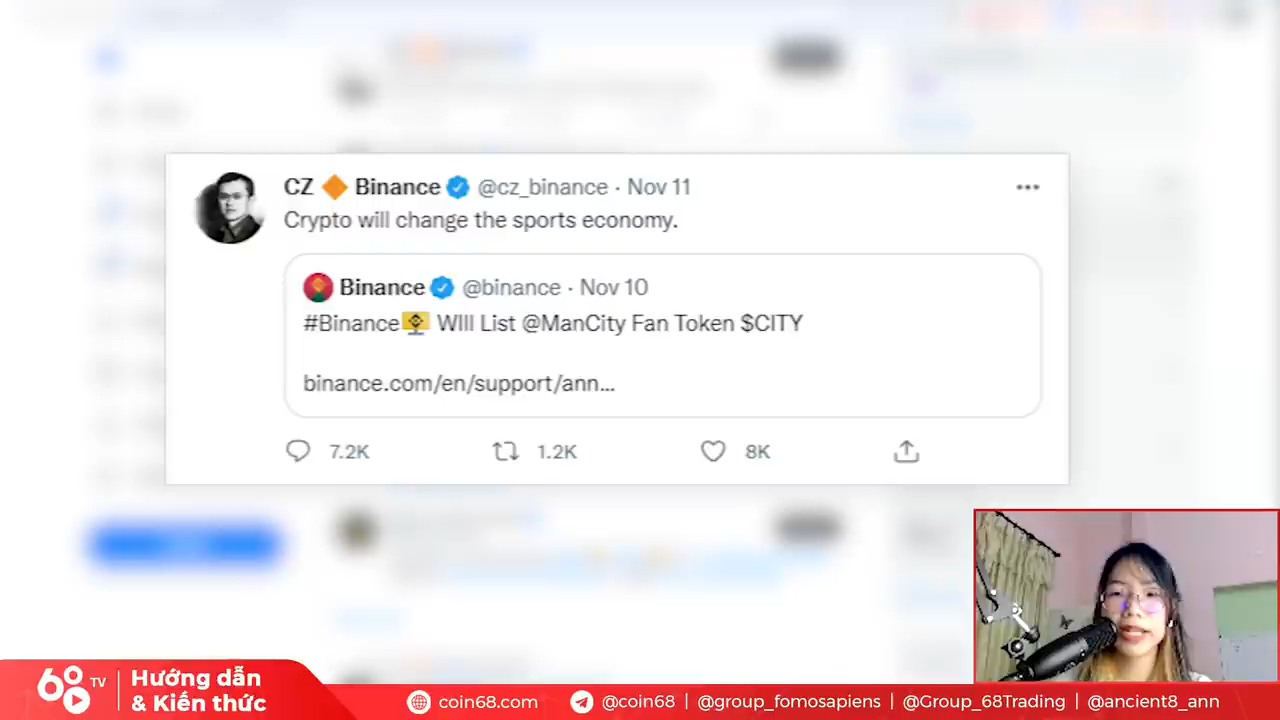 CZ 🔶 Binance @cz_binance · Nov 11
Crypto will change the sports economy.
Binance @binance · Nov 10
#Binance WIll List @ManCity Fan Token $CITY
binance.com/en/support/ann...
7.2K 1.2K 8K
68 TV
Hướng dẫn
& Kiến thức
coin68.com @coin68 | @group_fomosapiens | @Group_68Trading | @ancient8_ann